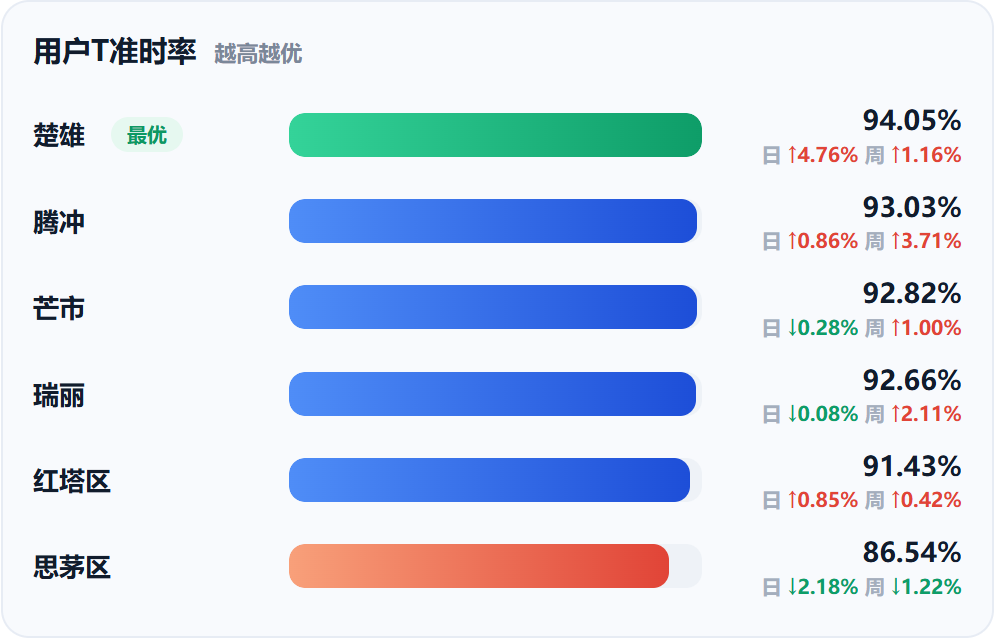 用户T准时率 越高越优
楚雄 最优 94.05%
日 ↑4.76% 周 ↑1.16%
腾冲 93.03%
日 ↑0.86% 周 ↑3.71%
芒市 92.82%
日 ↓0.28% 周 ↑1.00%
瑞丽 92.66%
日 ↓0.08% 周 ↑2.11%
红塔区 91.43%
日 ↑0.85% 周 ↑0.42%
思茅区 86.54%
日 ↓2.18% 周 ↓1.22%